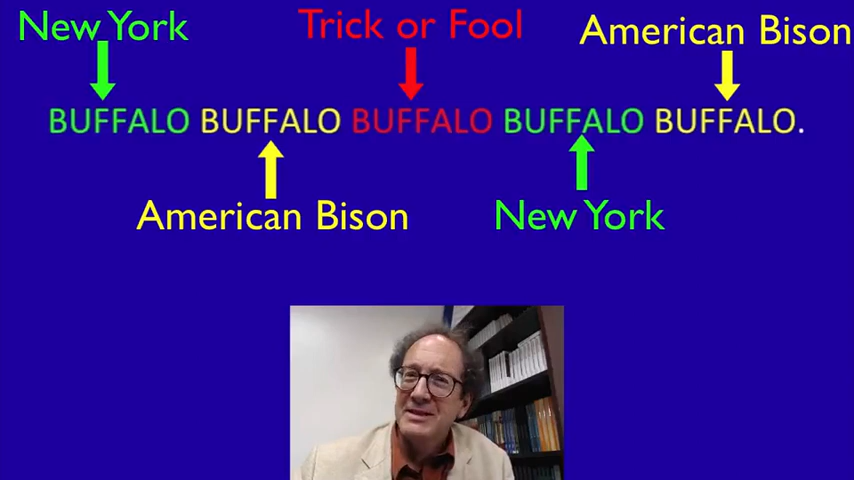 New York Trick or Fool American Bison
BUFFALO BUFFALO BUFFALO BUFFALO BUFFALO.
American Bison New York